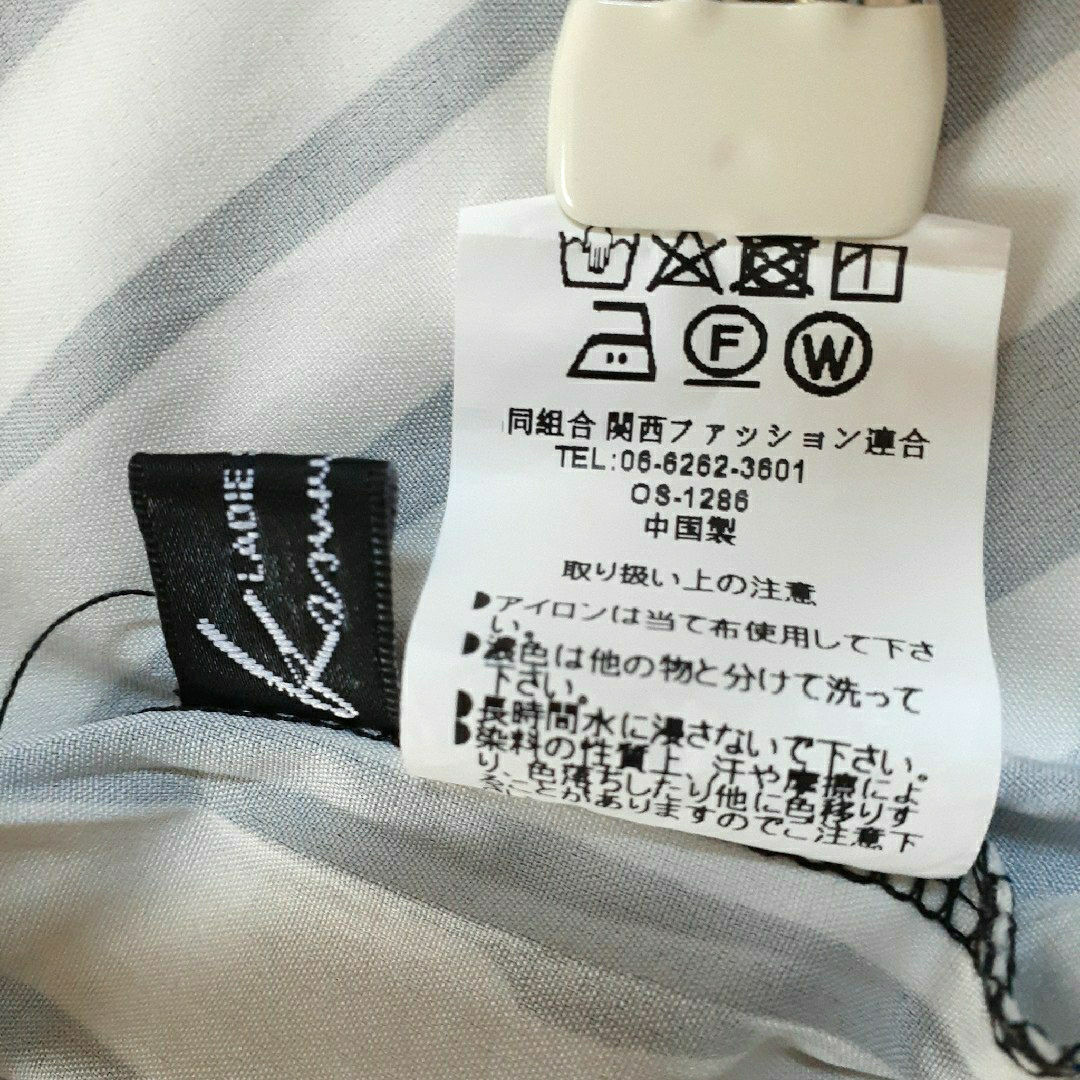 F W
同組合 関西ファッション連合
TEL:06-6262-3601
OS-1286
中国製
取り扱い上の注意
アイロンは当て布使用して下さ
い。
濃色は他の物と分けて洗って
下さい。
長時間水に浸さないで下さい。
染料の性質上、汗や摩擦によ
り、色落ちしたり他に色移りす
ることがありますのでご注意下
LADIE